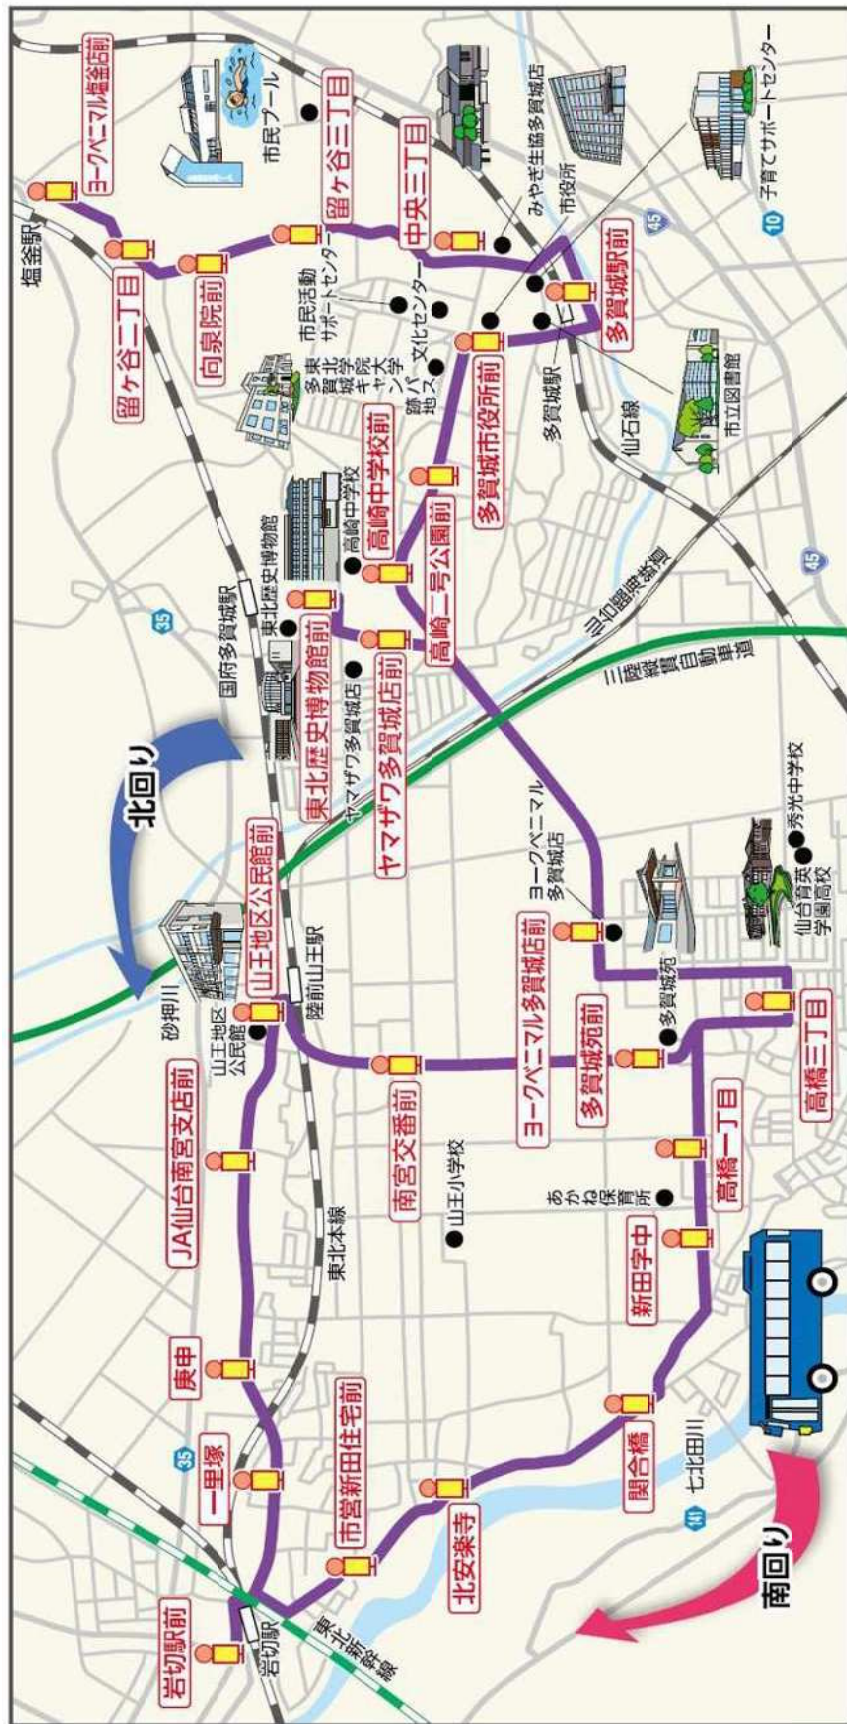 塩釜駅
ヨークベニマル塩釜店前
留ヶ谷二丁目
向泉院前
市民プール
留ヶ谷三丁目
中央三丁目
みやぎ生協多賀城店
市役所
子育てサポートセンター
10
45
市民活動
サポートセンター
文化センター
東北学院大学
多賀城キャンパス
跡地
多賀城駅前
多賀城駅
多賀城市役所前
仙石線
市立図書館
高崎中学校前
高崎中学校
高崎二号公園前
東北歴史博物館
東北歴史博物館前
国府多賀城駅
35
ヤマザワ多賀城店
ヤマザワ多賀城店前
仙台臨海鉄道
三陸縦貫自動車道
45
北回り
砂押川
山王地区
公民館
山王地区公民館前
陸前山王駅
ヨークベニマル
多賀城店
ヨークベニマル多賀城店前
多賀城苑
多賀城苑前
秀光中学校
仙台育英
学園高校
高橋三丁目
JA仙台南宮支店前
南宮交番前
山王小学校
あかね
保育所
高橋一丁目
新田字中
東北本線
庚申
35
一里塚
市営新田住宅前
北安楽寺
関合橋
七北田川
141
南回り
岩切駅前
岩切駅
東北新幹線